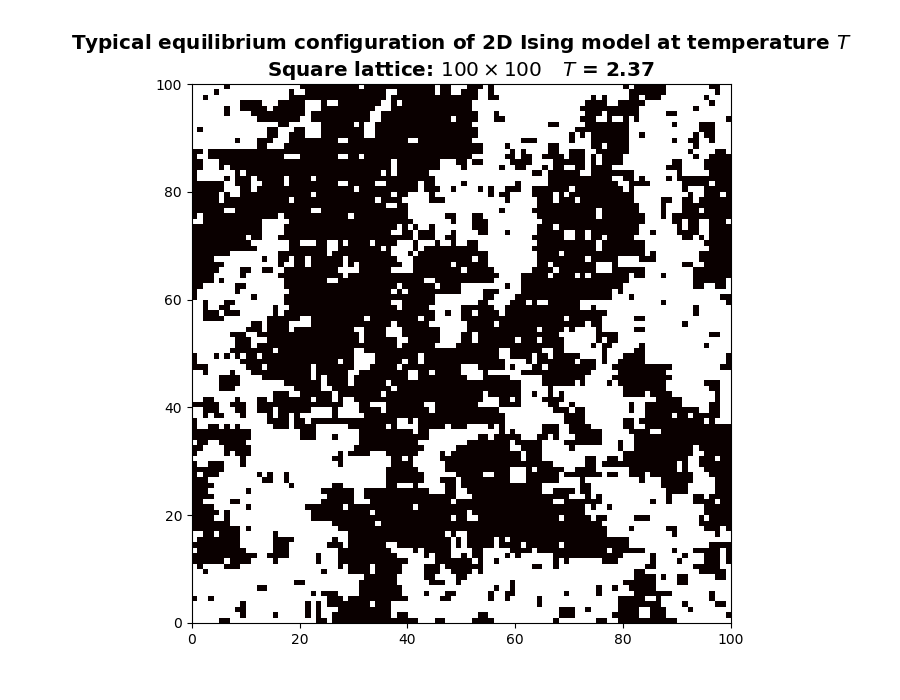 Typical equilibrium configuration of 2D Ising model at temperature T
Square lattice: 100 × 100 T = 2.37
100
80
60
40
20
0
0 20 40 60 80 100